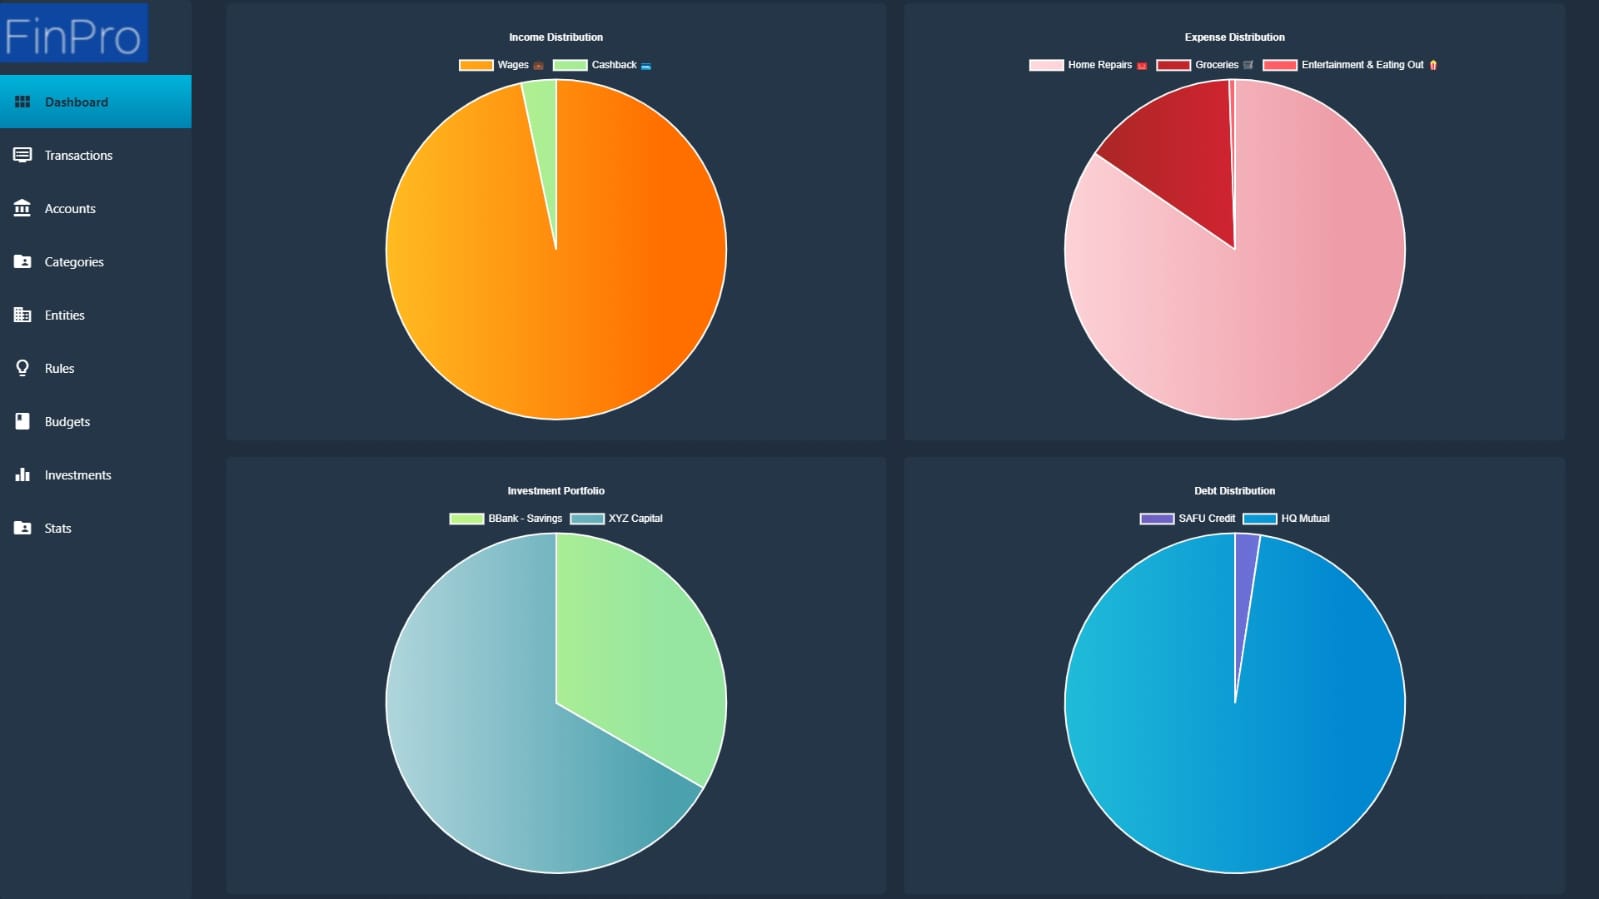 FinPro
Dashboard
Transactions
Accounts
Categories
Entities
Rules
Budgets
Investments
Stats
Income Distribution
Wages 💼 Cashback 💳
Expense Distribution
Home Repairs 🧰 Groceries 🛒 Entertainment & Eating Out 🍿
Investment Portfolio
BBank - Savings XYZ Capital
Debt Distribution
SAFU Credit HQ Mutual